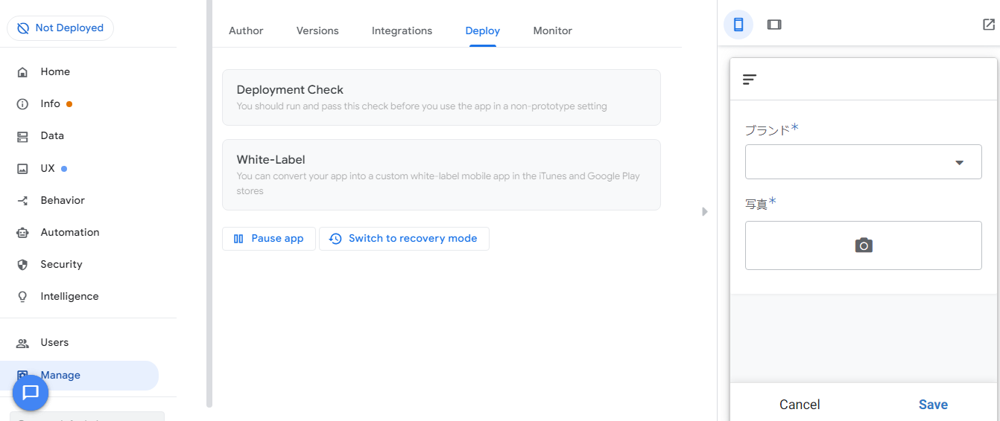 Not Deployed
Home
Info
Data
UX
Behavior
Automation
Security
Intelligence
Users
Manage
Author
Versions
Integrations
Deploy
Monitor
Deployment Check
You should run and pass this check before you use the app in a non-prototype setting
White-Label
You can convert your app into a custom white-label mobile app in the iTunes and Google Play
stores
Pause app
Switch to recovery mode
ブランド*
写真*
Cancel
Save